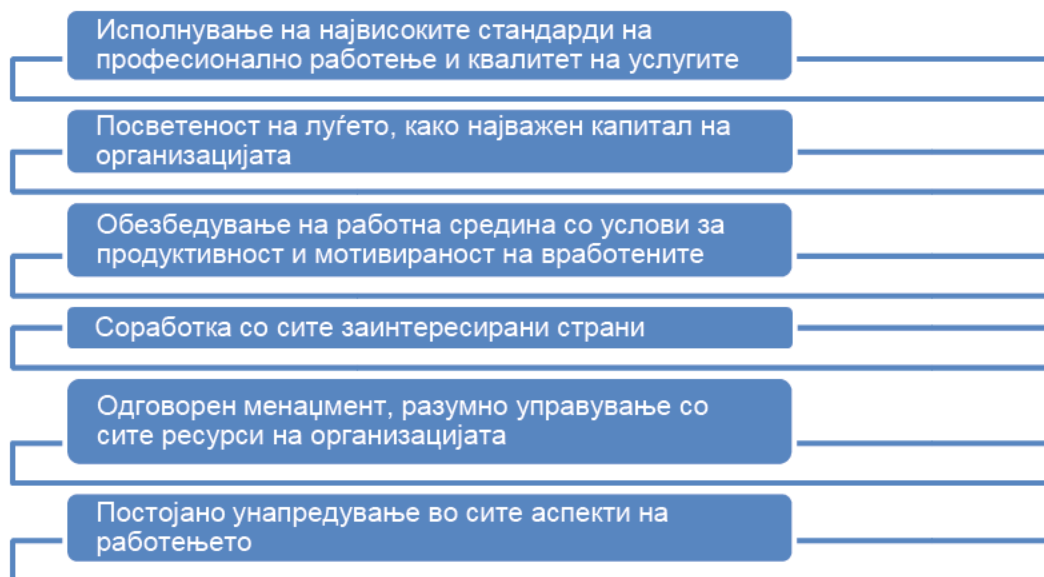 Исполнување на највисоките стандарди на
професионално работење и квалитет на услугите
Посветеност на луѓето, како најважен капитал на
организацијата
Обезбедување на работна средина со услови за
продуктивност и мотивираност на вработените
Соработка со сите заинтересирани страни
Одговорен менаџмент, разумно управување со
сите ресурси на организацијата
Постојано унапредување во сите аспекти на
работењето